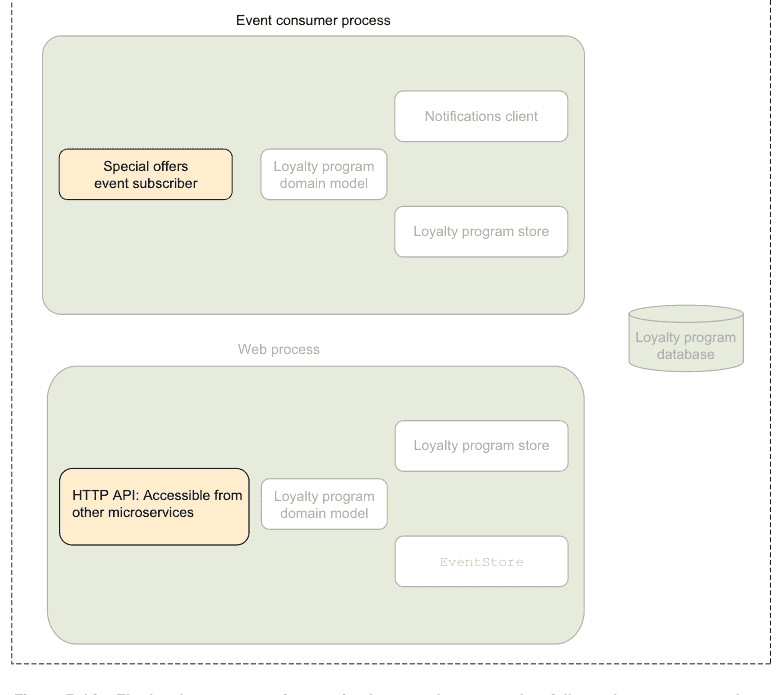 Event consumer process
Notifications client
Special offers
event subscriber
Loyalty program
domain model
Loyalty program store
Loyalty program
database
Web process
Loyalty program store
HTTP API: Accessible from
other microservices
Loyalty program
domain model
EventStore